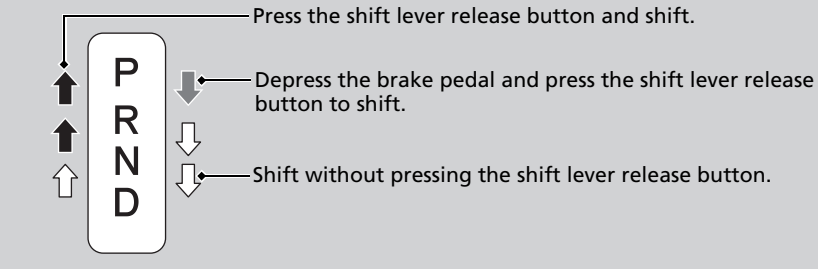 Press the shift lever release button and shift.
P
Depress the brake pedal and press the shift lever release
button to shift.
R
N
Shift without pressing the shift lever release button.
D